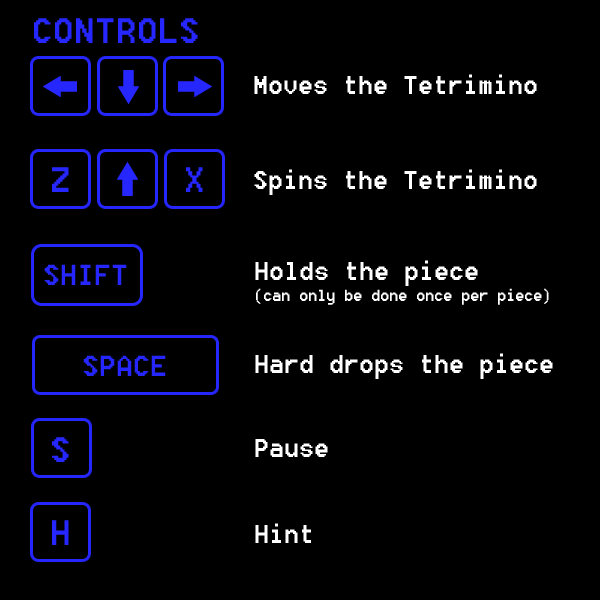 CONTROLS
Moves the Tetrimino
Z X Spins the Tetrimino
SHIFT Holds the piece
(can only be done once per piece)
SPACE Hard drops the piece
S Pause
H Hint